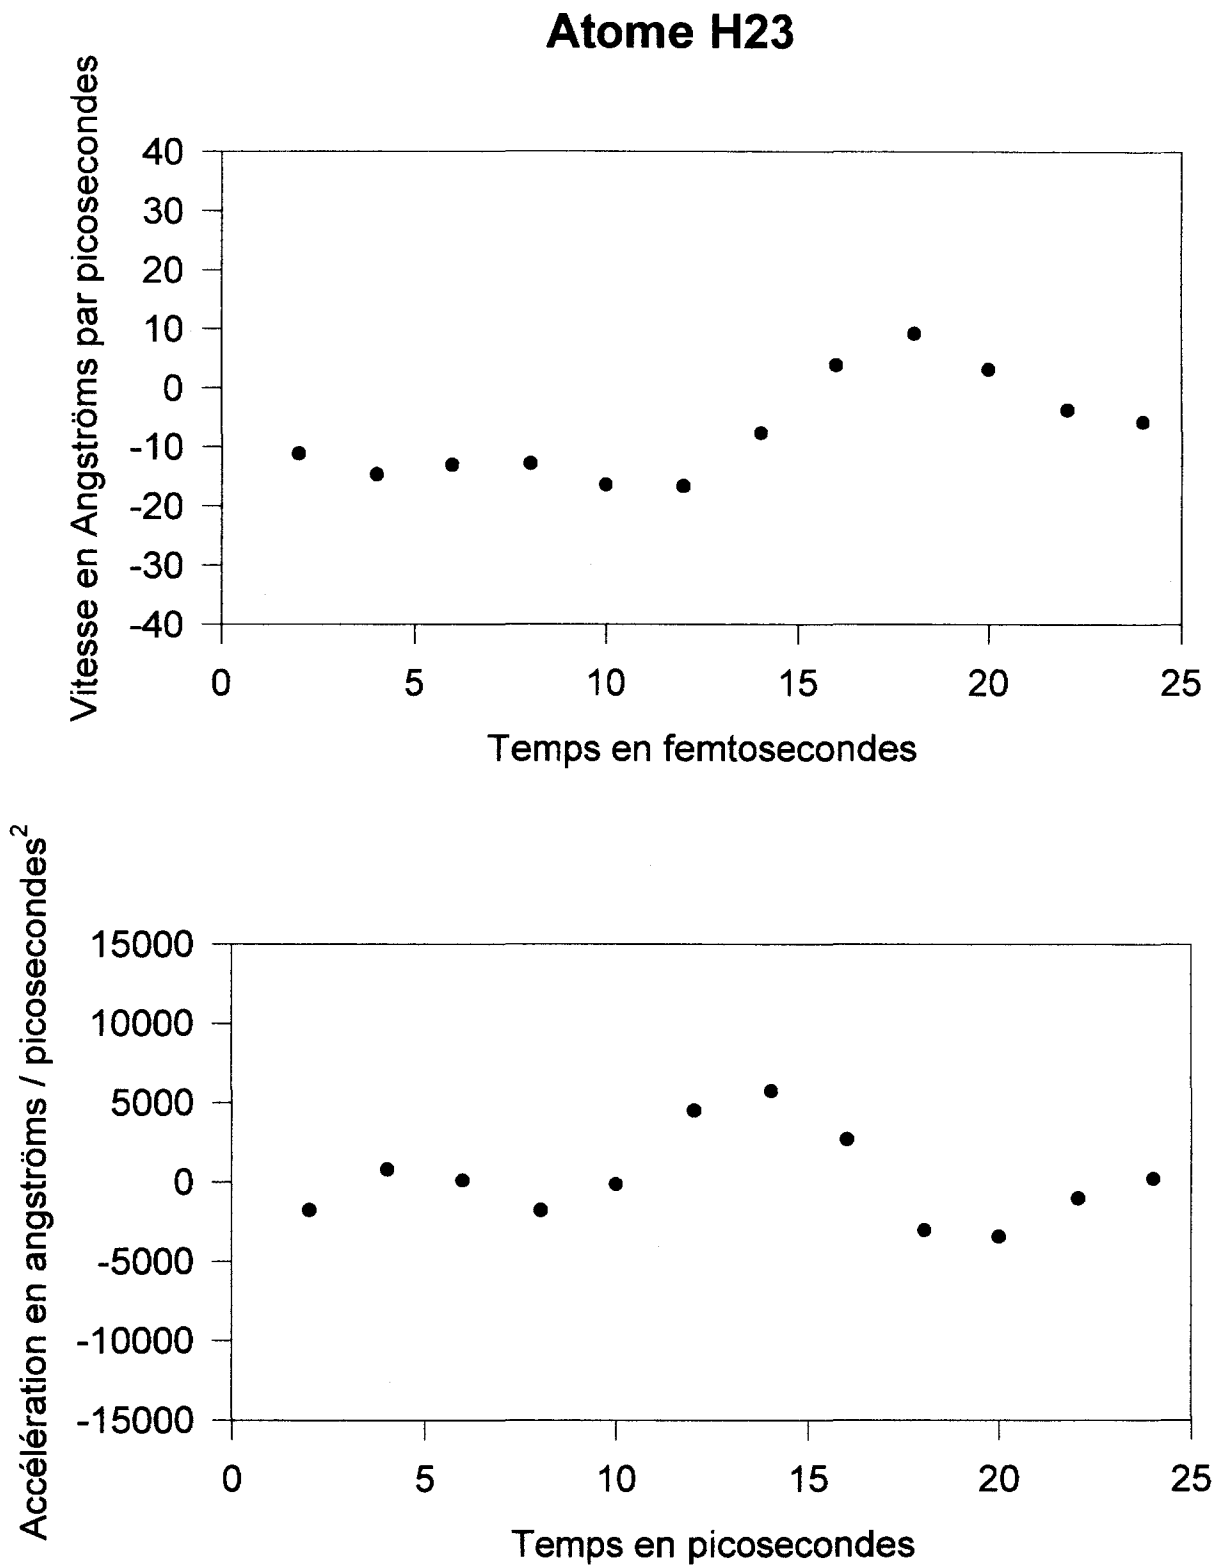 Atome H23
Vitesse en Angströms par picosecondes
40
30
20
10
0
-10
-20
-30
-40
0 5 10 15 20 25
Temps en femtosecondes
Accélération en angströms / picosecondes²
15000
10000
5000
0
-5000
-10000
-15000
0 5 10 15 20 25
Temps en picosecondes